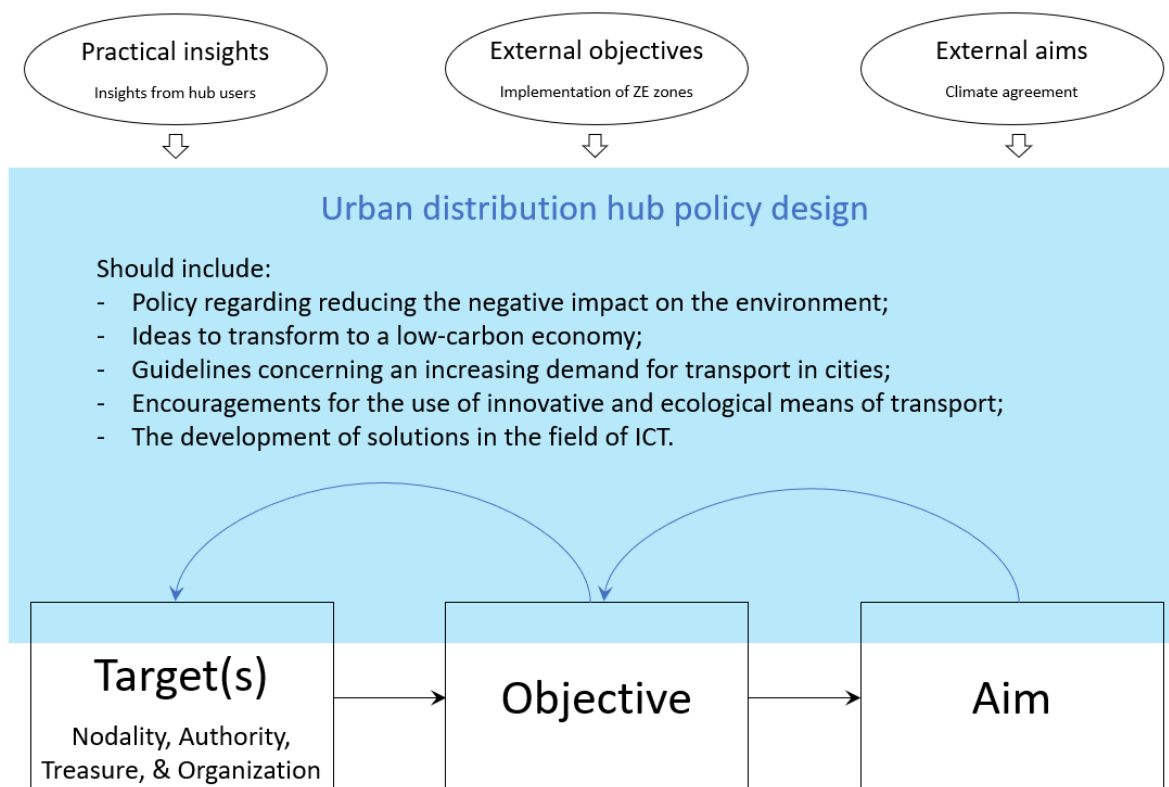 Practical insights
Insights from hub users
External objectives
Implementation of ZE zones
External aims
Climate agreement
Urban distribution hub policy design
Should include:
- Policy regarding reducing the negative impact on the environment;
- Ideas to transform to a low-carbon economy;
- Guidelines concerning an increasing demand for transport in cities;
- Encouragements for the use of innovative and ecological means of transport;
- The development of solutions in the field of ICT.
Target(s)
Nodality, Authority,
Treasure, & Organization
Objective
Aim